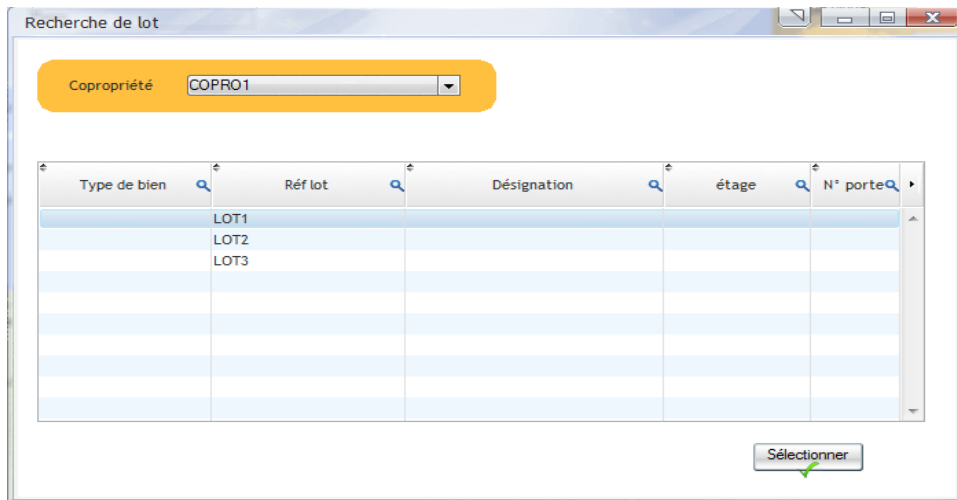 Recherche de lot
Copropriété COPRO1
Type de bien Réf lot Désignation étage N° porte
LOT1
LOT2
LOT3
Sélectionner